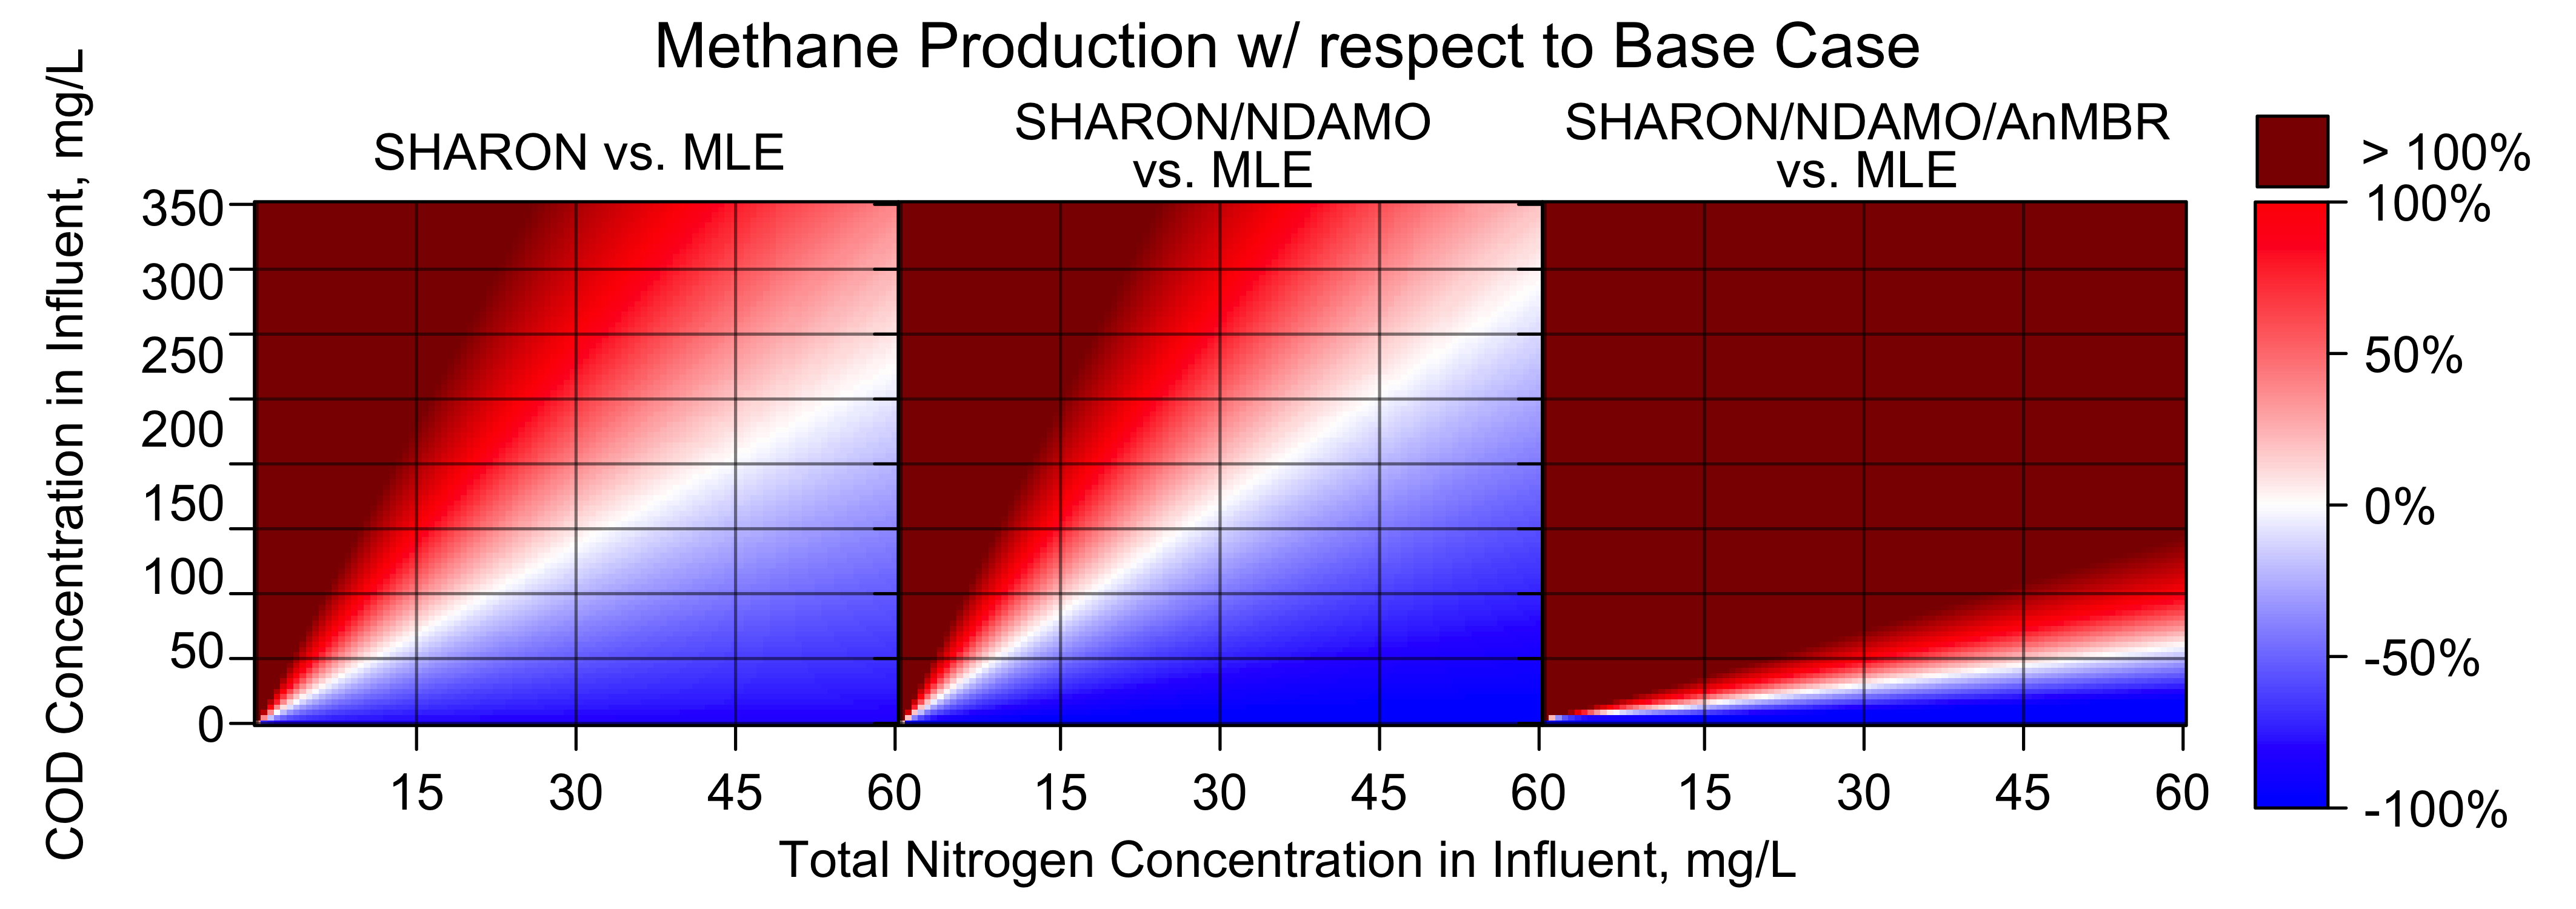 Methane Production w/ respect to Base Case
SHARON vs. MLE
SHARON/NDAMO
vs. MLE
SHARON/NDAMO/AnMBR
vs. MLE
COD Concentration in Influent, mg/L
350
300
250
200
150
100
50
0
15 30 45 60 15 30 45 60 15 30 45 60
Total Nitrogen Concentration in Influent, mg/L
> 100%
100%
50%
0%
-50%
-100%